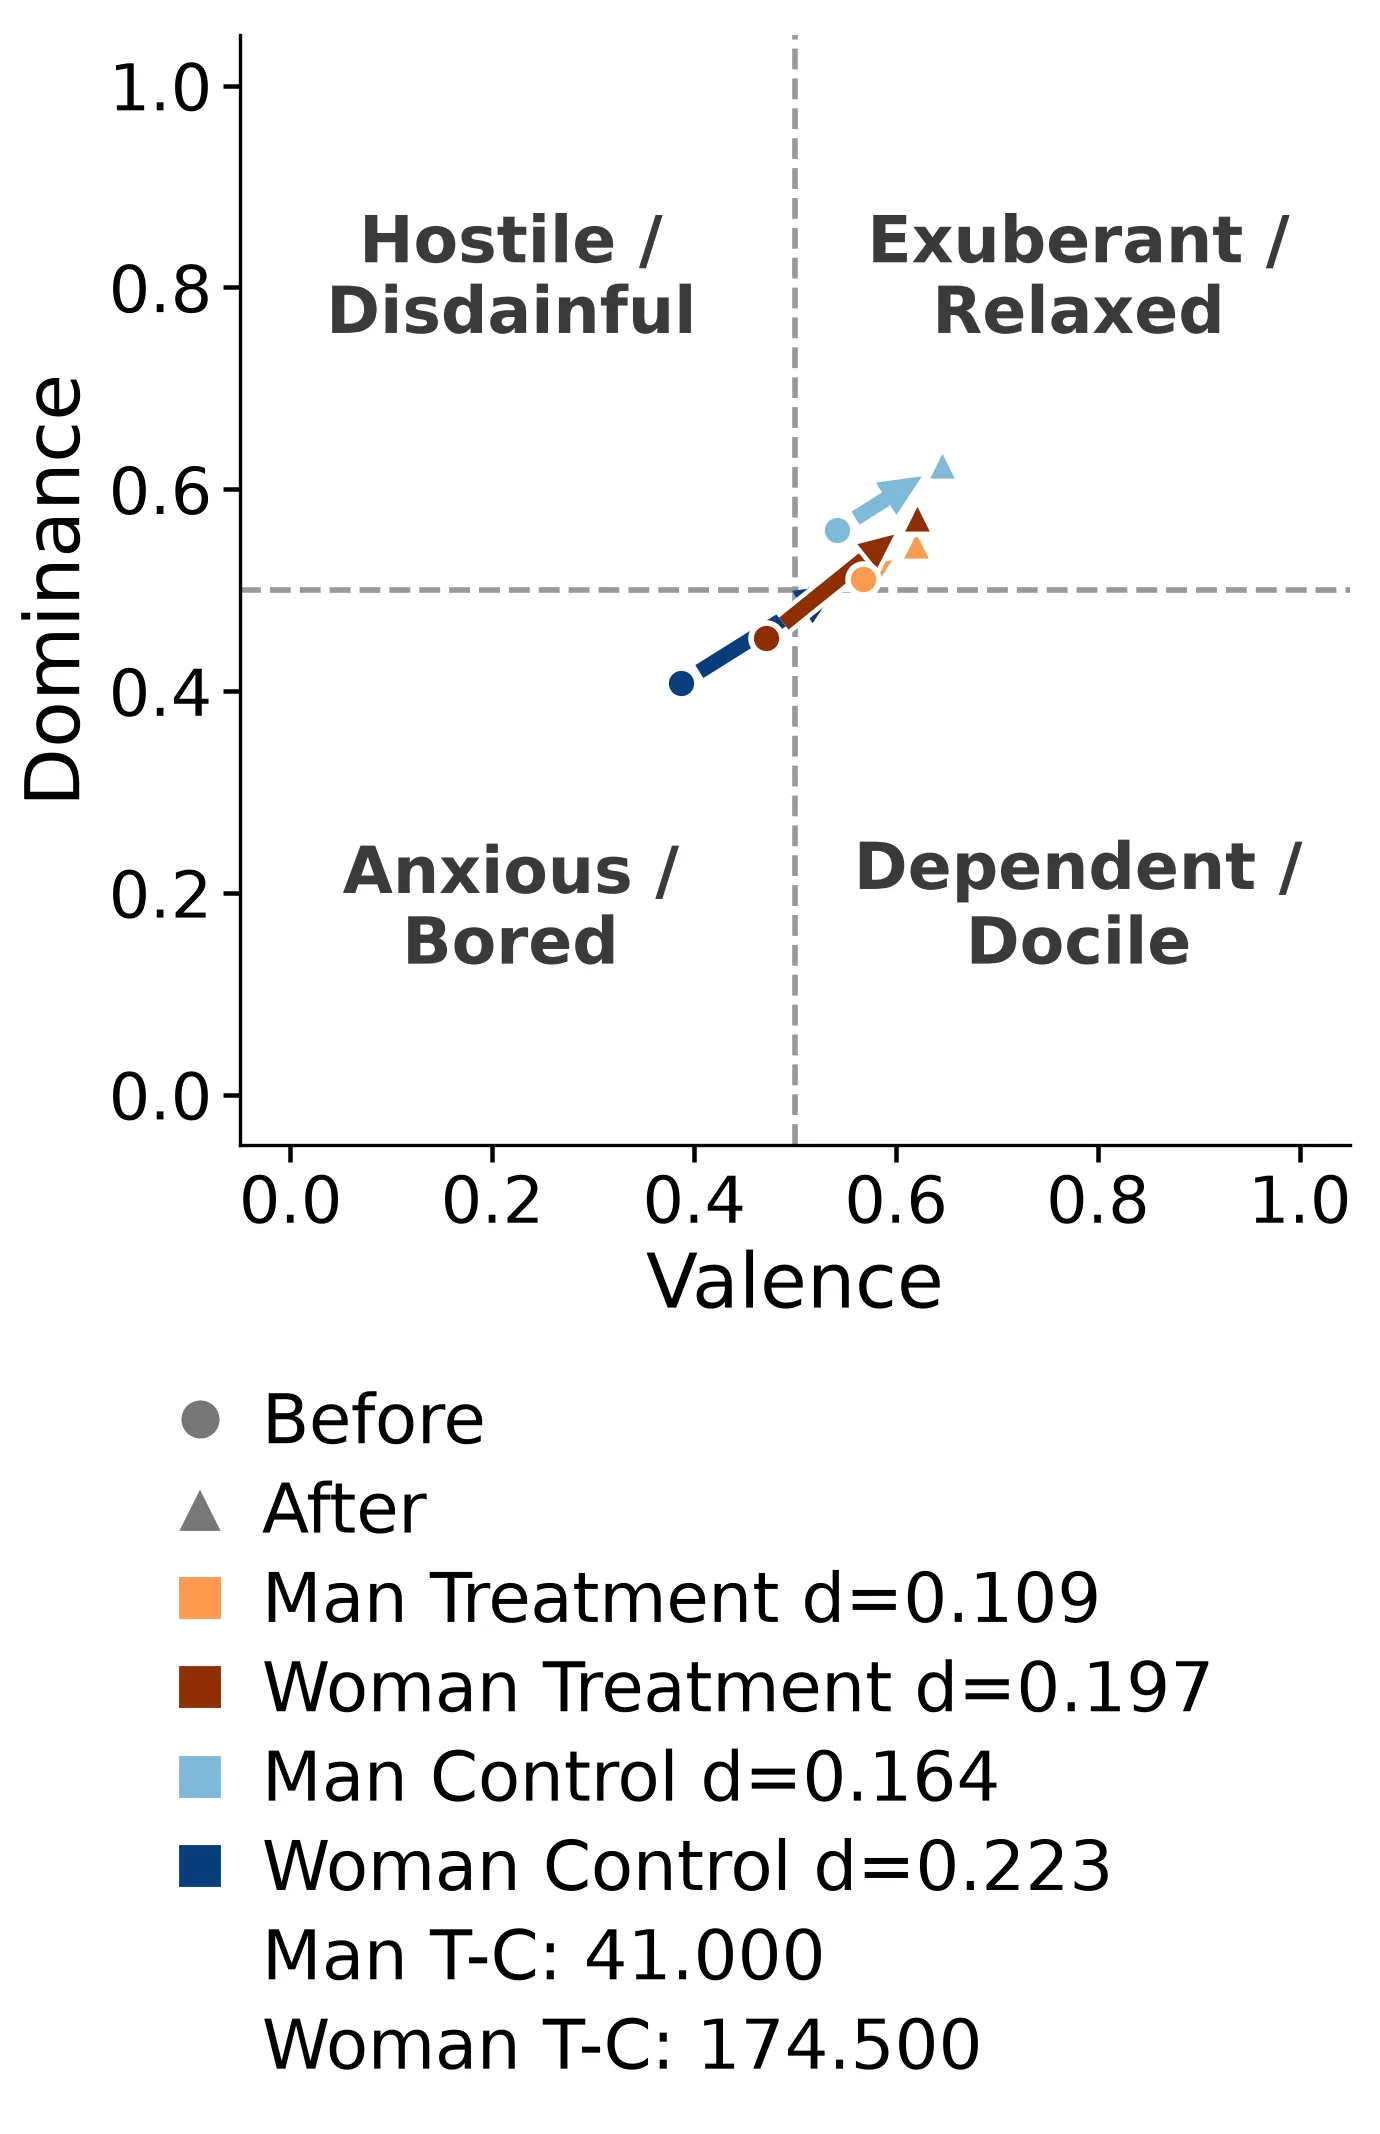 1.0
0.8
0.6
0.4
0.2
0.0
Dominance
Hostile /
Disdainful
Exuberant /
Relaxed
Anxious /
Bored
Dependent /
Docile
0.0 0.2 0.4 0.6 0.8 1.0
Valence
Before
After
Man Treatment d=0.109
Woman Treatment d=0.197
Man Control d=0.164
Woman Control d=0.223
Man T-C: 41.000
Woman T-C: 174.500